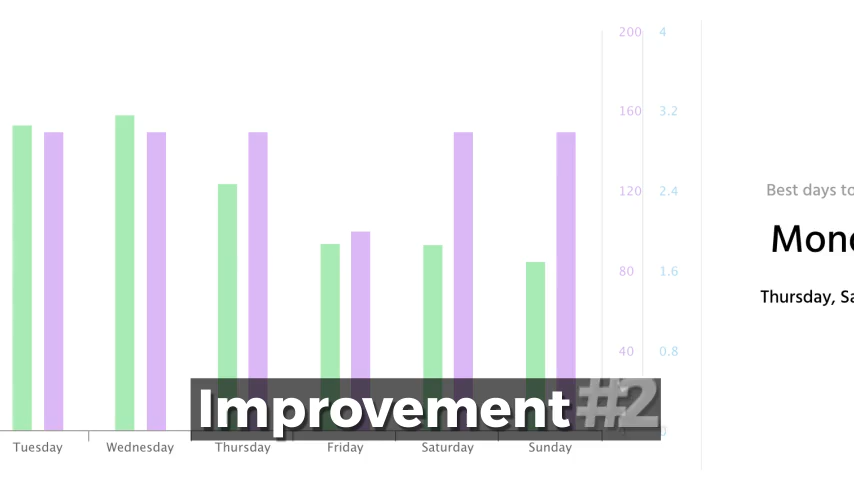 200 4
160 3.2
120 2.4
Best days to
80 1.6
Thursday, Sa
40 0.8
Improvement #2
Tuesday Wednesday Thursday Friday Saturday Sunday